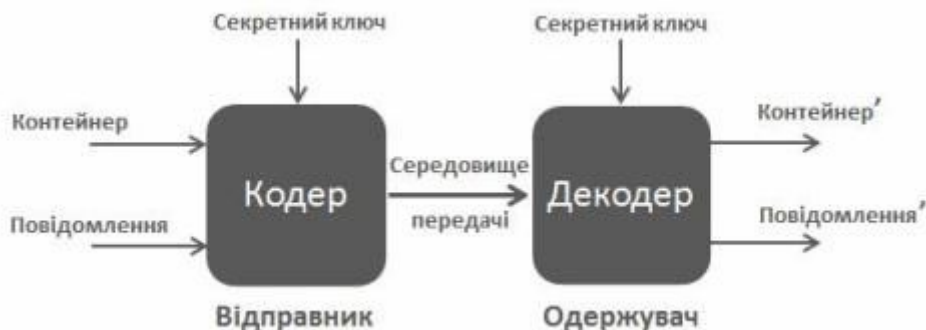 Секретний ключ
Секретний ключ
Контейнер
Контейнер′
Кодер
Середовище
передачі
Декодер
Повідомлення
Повідомлення′
Відправник
Одержувач